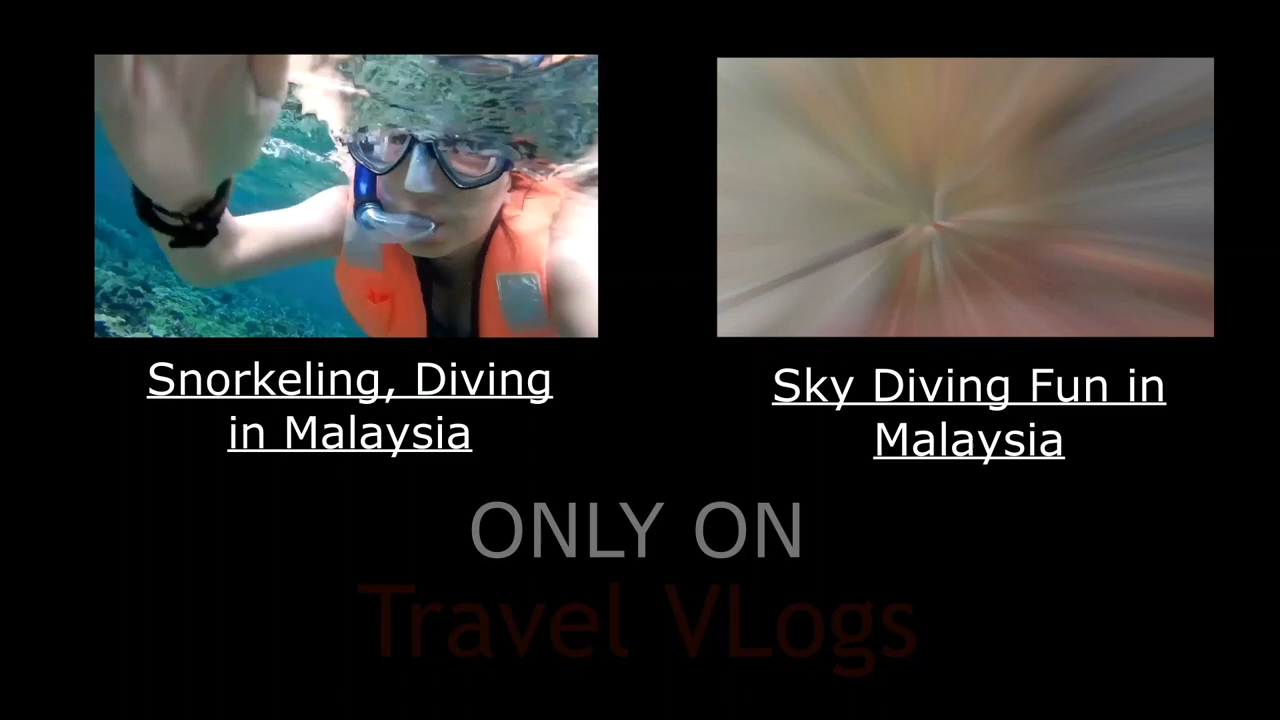 Snorkeling, Diving
in Malaysia
Sky Diving Fun in
Malaysia
ONLY ON
Travel VLogs